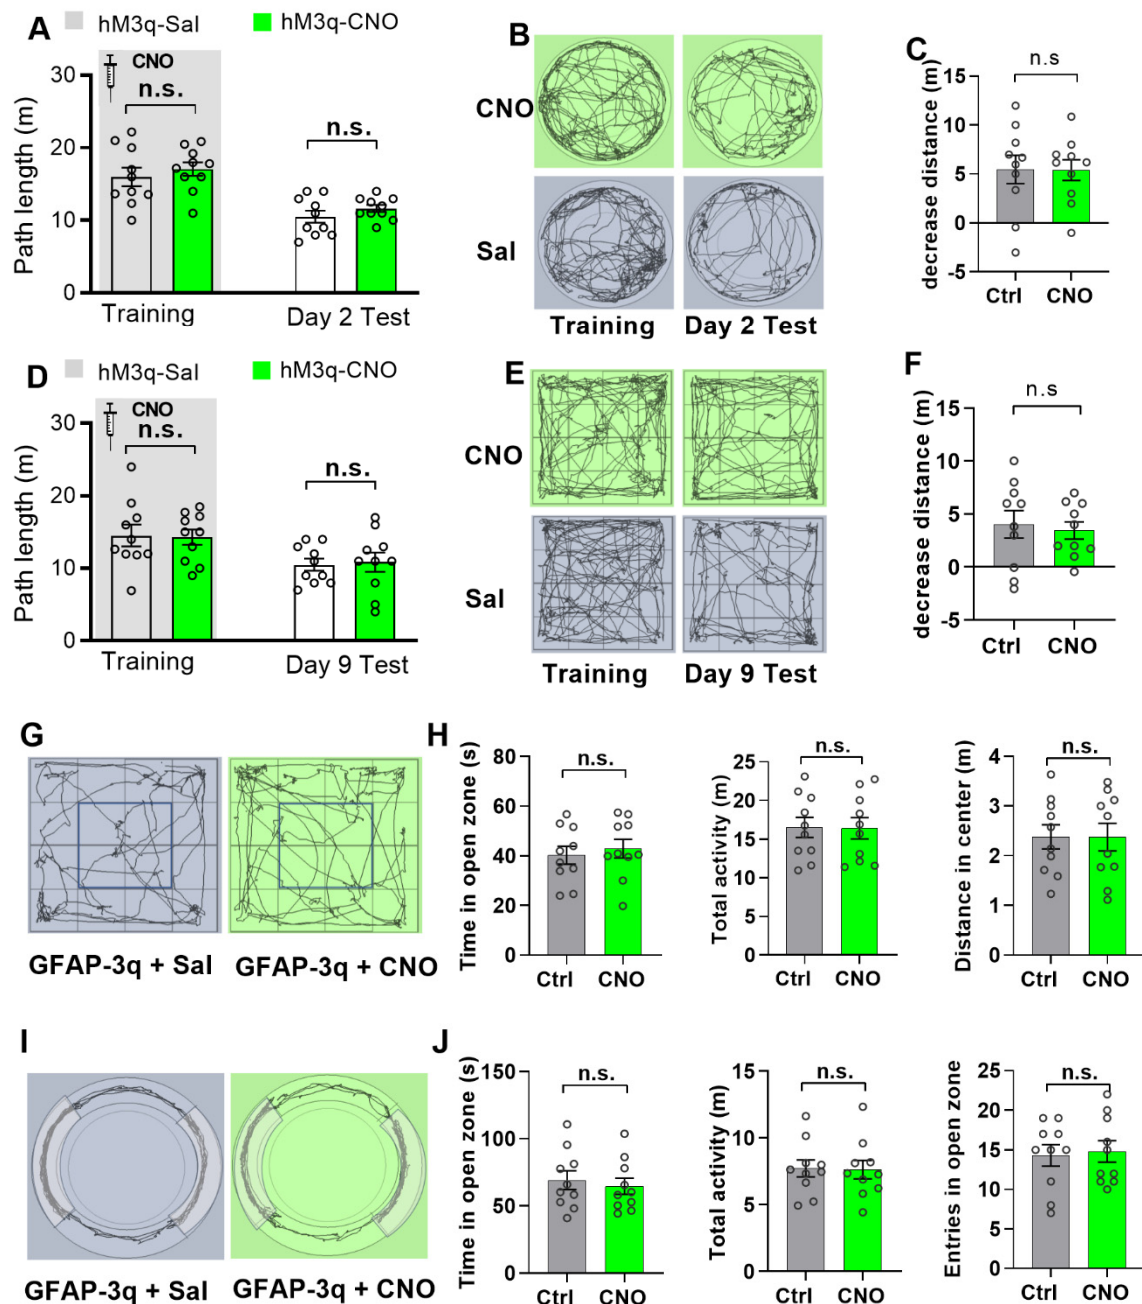 A
hM3q-Sal
hM3q-CNO
CNO
n.s.
n.s.
Path length (m)
30
20
10
0
Training
Day 2 Test
B
CNO
Sal
Training
Day 2 Test
C
n.s
decrease distance (m)
15
10
5
0
-5
Ctrl
CNO
D
hM3q-Sal
hM3q-CNO
CNO
n.s.
n.s.
Path length (m)
30
20
10
0
Training
Day 9 Test
E
CNO
Sal
Training
Day 9 Test
F
n.s
decrease distance (m)
15
10
5
0
-5
Ctrl
CNO
G
GFAP-3q + Sal
GFAP-3q + CNO
H
n.s.
Time in open zone (s)
80
60
40
20
0
Ctrl
CNO
n.s.
Total activity (m)
25
20
15
10
5
0
Ctrl
CNO
n.s.
Distance in center (m)
4
3
2
1
0
Ctrl
CNO
I
GFAP-3q + Sal
GFAP-3q + CNO
J
n.s.
Time in open zone (s)
150
100
50
0
Ctrl
CNO
n.s.
Total activity (m)
15
10
5
0
Ctrl
CNO
n.s.
Entries in open zone
25
20
15
10
5
0
Ctrl
CNO